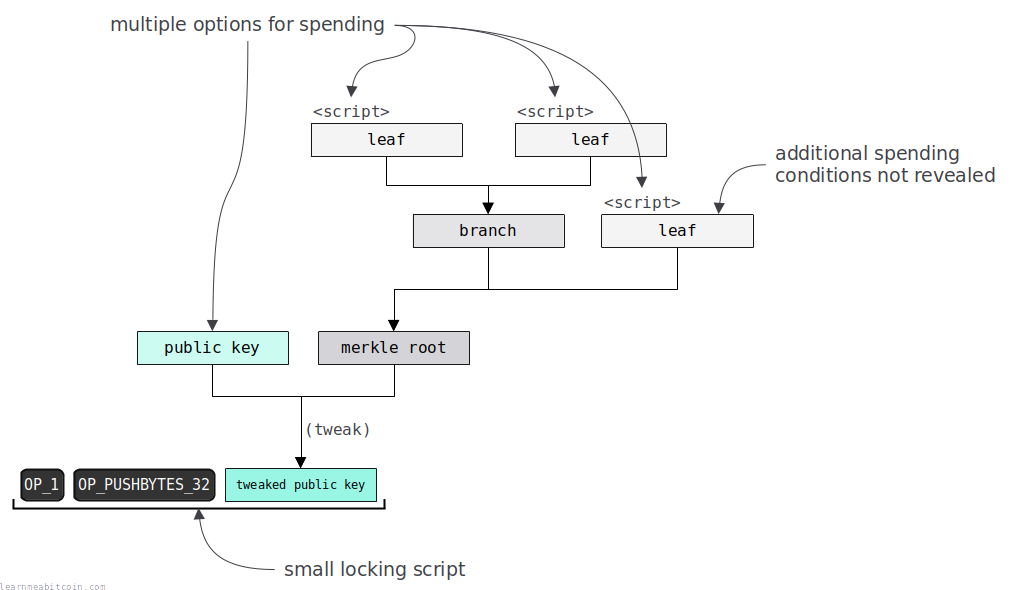 multiple options for spending
<script> <script>
leaf leaf
additional spending
conditions not revealed
<script>
branch leaf
public key merkle root
(tweak)
OP_1 OP_PUSHBYTES_32 tweaked public key
small locking script
learnmeabitcoin.com